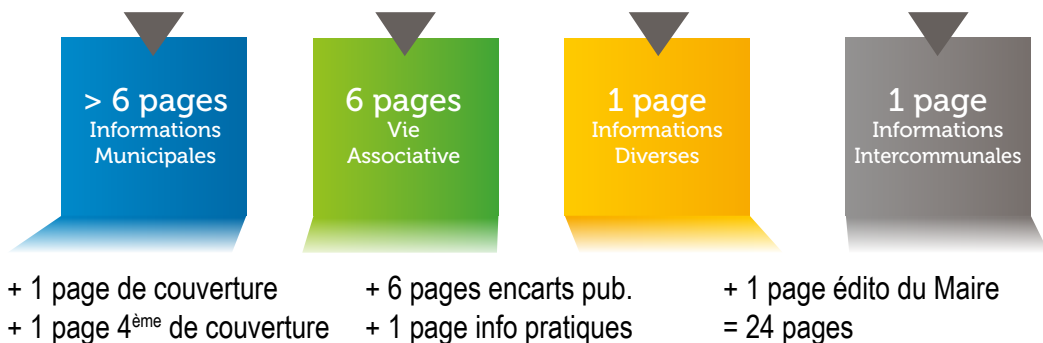 > 6 pages
Informations
Municipales
6 pages
Vie
Associative
1 page
Informations
Diverses
1 page
Informations
Intercommunales
+ 1 page de couverture
+ 1 page 4ème de couverture
+ 6 pages encarts pub.
+ 1 page info pratiques
+ 1 page édito du Maire
= 24 pages